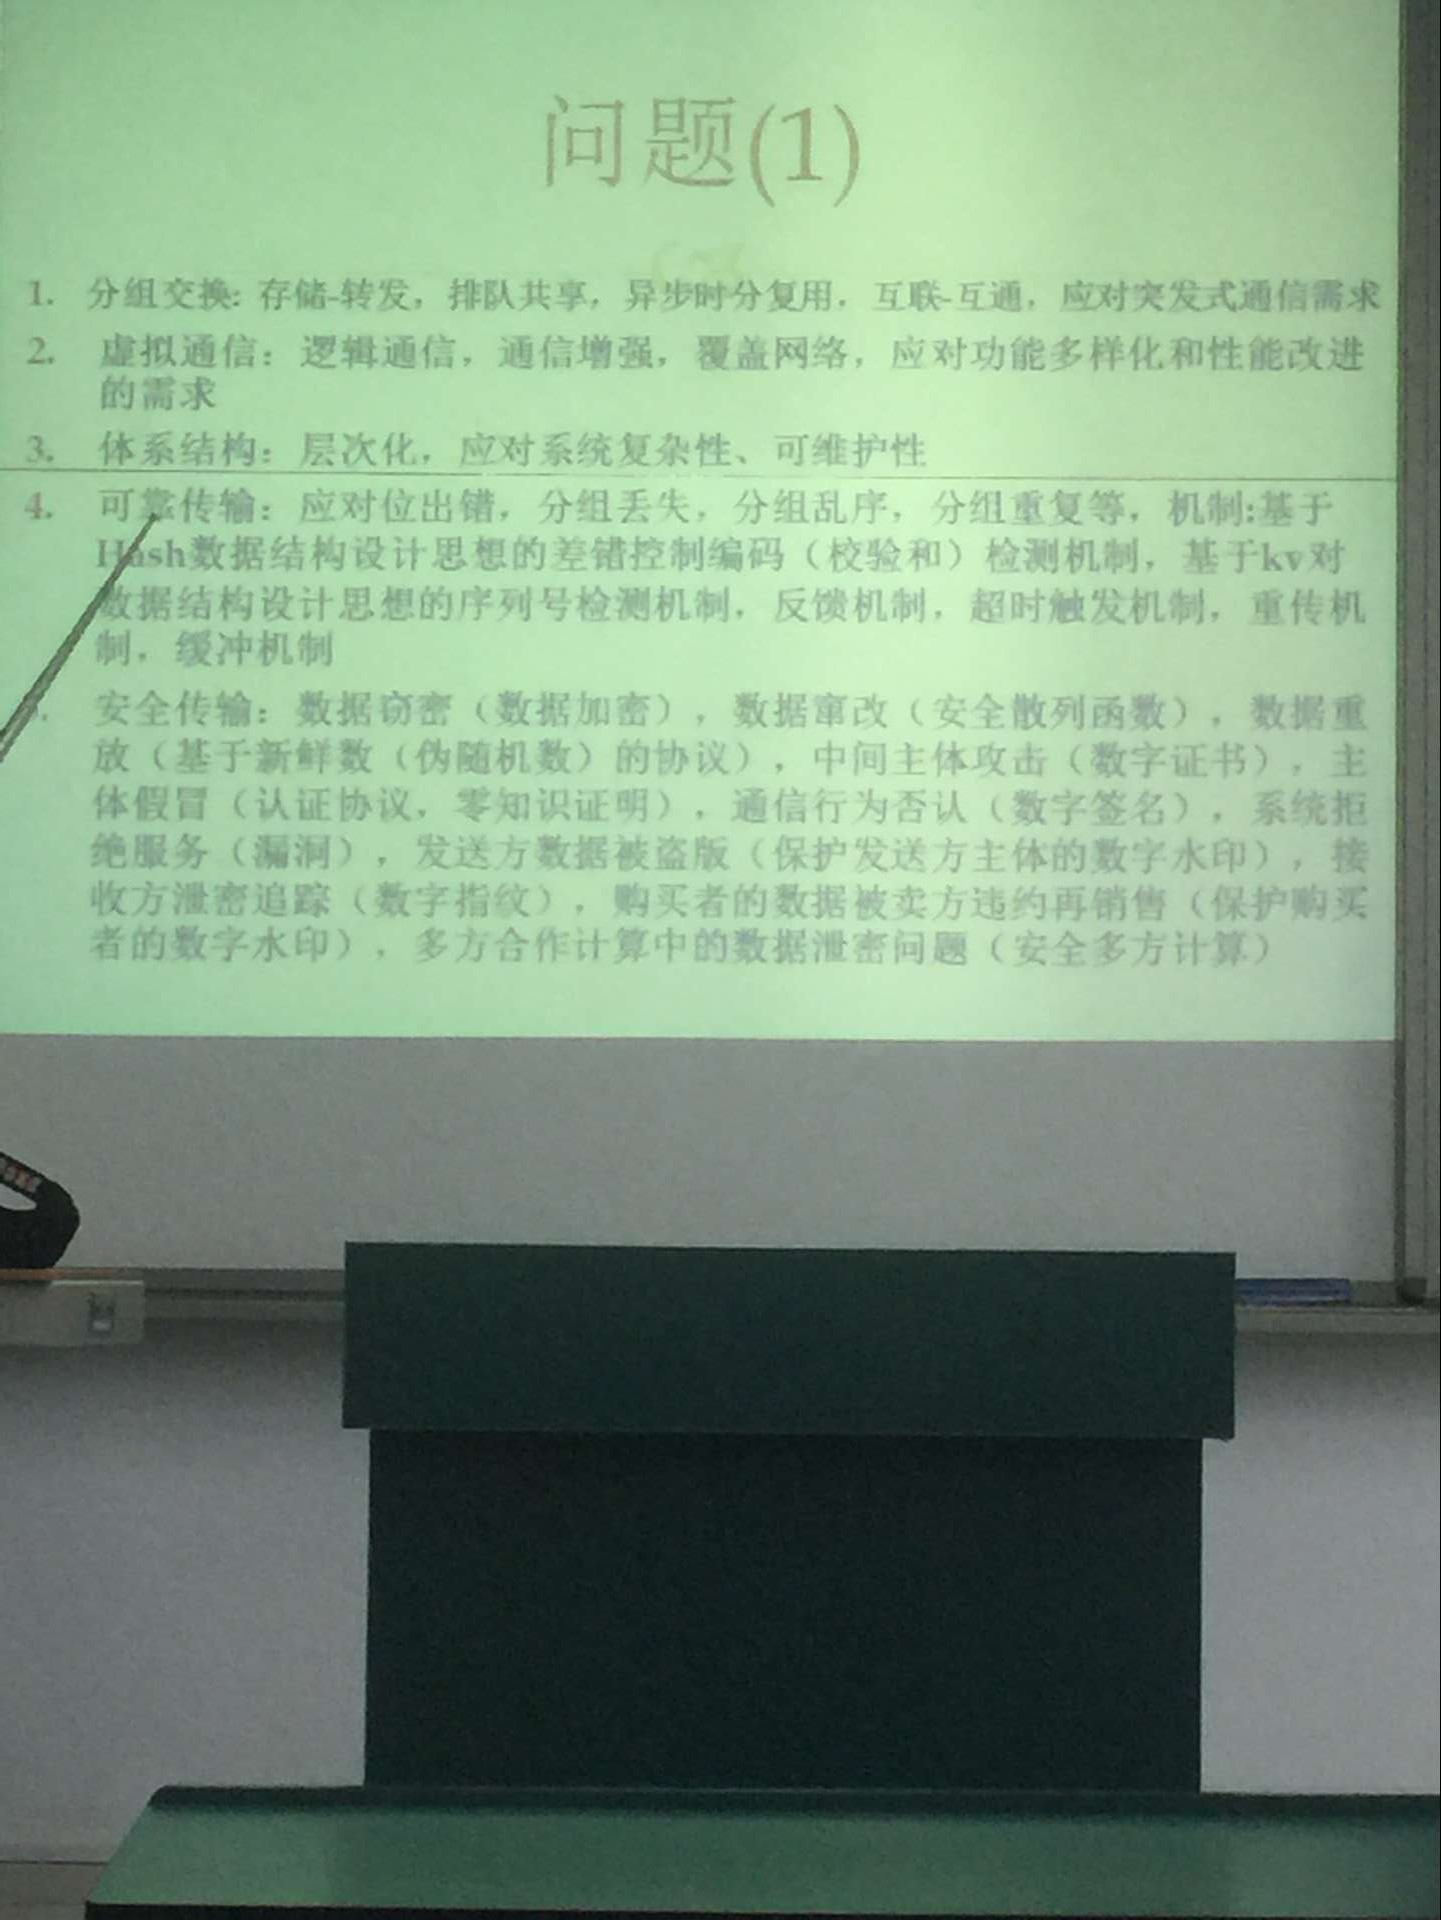 问题(1)
1. 分组交换: 存储-转发，排队共享，异步时分复用，互联-互通，应对突发式通信需求
2. 虚拟通信：逻辑通信，通信增强，覆盖网络，应对功能多样化和性能改进
的需求
3. 体系结构：层次化，应对系统复杂性、可维护性
4. 可靠传输：应对位出错，分组丢失，分组乱序，分组重复等，机制:基于
Hash数据结构设计思想的差错控制编码（校验和）检测机制，基于kv对
数据结构设计思想的序列号检测机制，反馈机制，超时触发机制，重传机
制，缓冲机制
安全传输：数据窃密（数据加密），数据窜改（安全散列函数），数据重
放（基于新鲜数（伪随机数）的协议），中间主体攻击（数字证书），主
体假冒（认证协议，零知识证明），通信行为否认（数字签名），系统拒
绝服务（漏洞），发送方数据被盗版（保护发送方主体的数字水印），接
收方泄密追踪（数字指纹），购买者的数据被卖方违约再销售（保护购买
者的数字水印），多方合作计算中的数据泄密问题（安全多方计算）